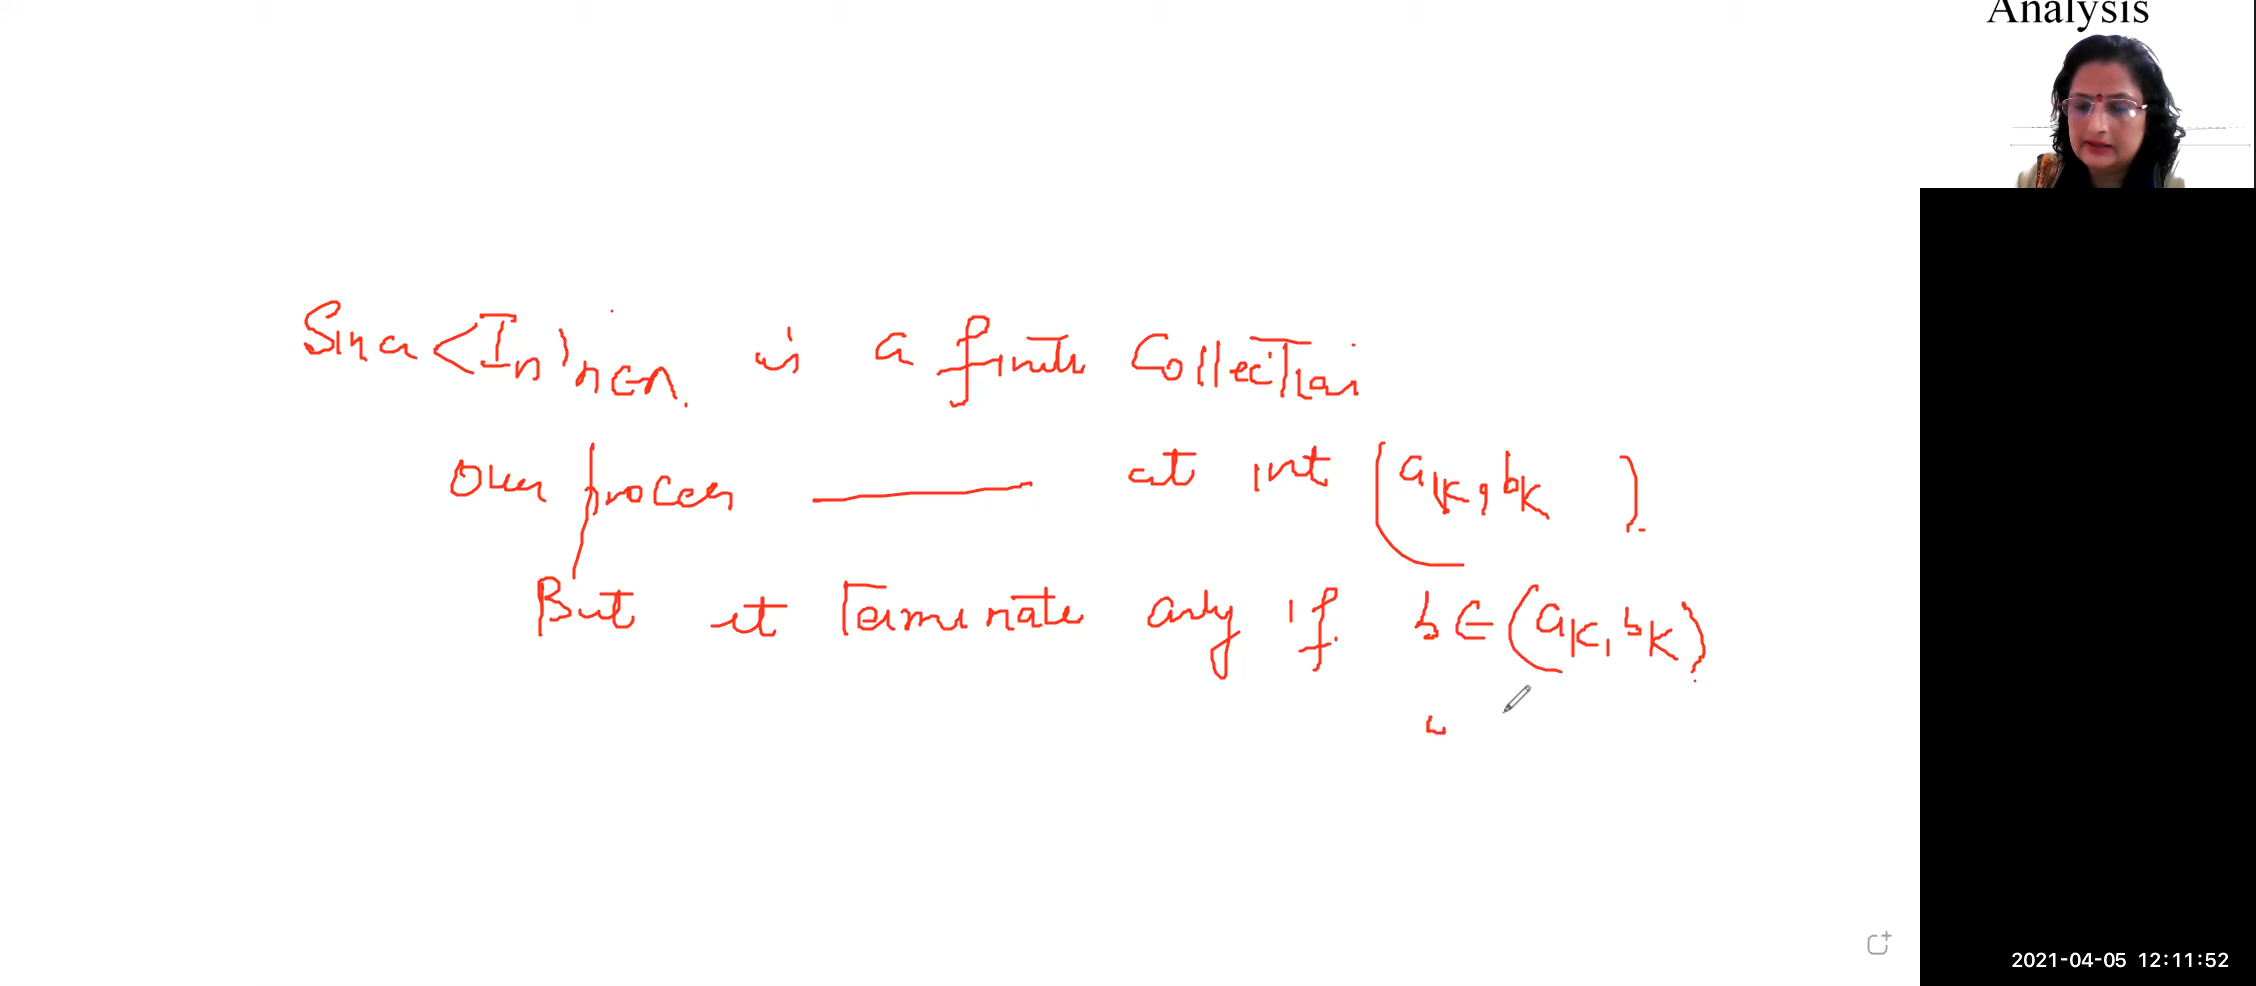 Analysis
Since <In>n∈N. is a finite Collection
Our process ——— at int (aK, bK ).
But it Terminate only if b ∈ (aK, bK)
2021-04-05 12:11:52